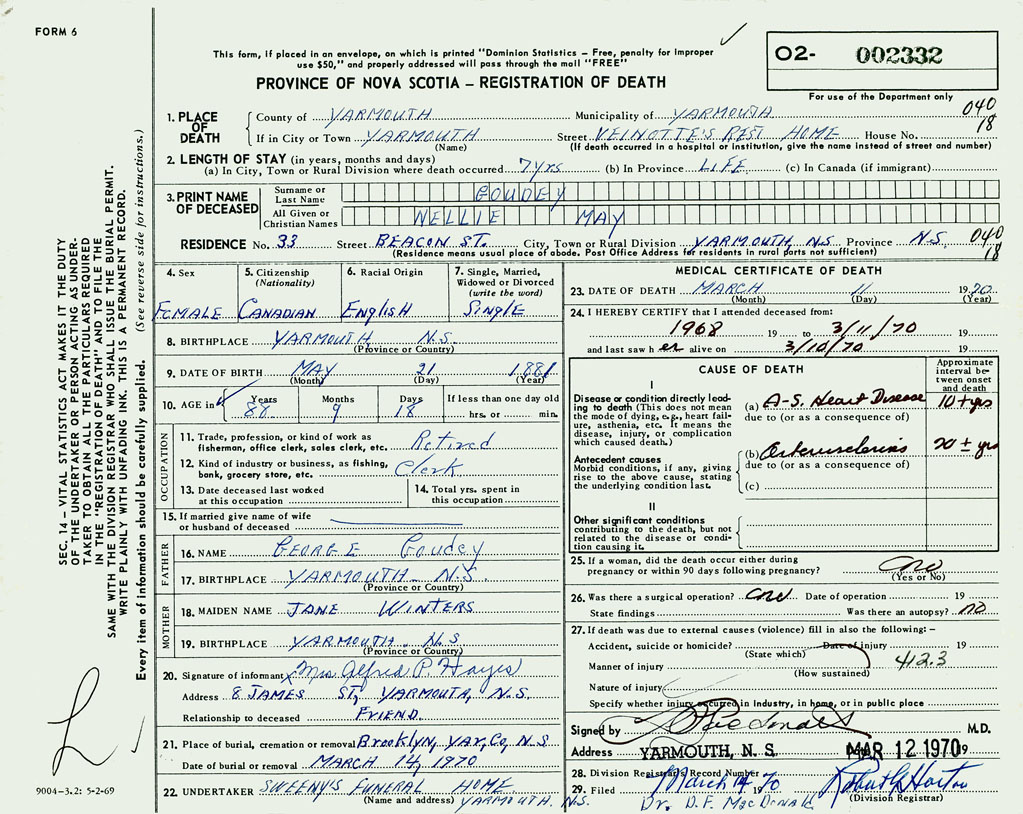 FORM 6
This form, if placed in an envelope, on which is printed "Dominion Statistics – Free, penalty for improper
use $50," and properly addressed will pass through the mail "FREE"
PROVINCE OF NOVA SCOTIA – REGISTRATION OF DEATH
02- 002332
For use of the Department only
040
18
1. PLACE OF DEATH
County of YARMOUTH Municipality of YARMOUTH
If in City or Town YARMOUTH Street VEINOTTE'S REST HOME House No.
(Name) (If death occurred in a hospital or institution, give the name instead of street and number)
2. LENGTH OF STAY (in years, months and days)
(a) In City, Town or Rural Division where death occurred 7 yrs (b) In Province LIFE (c) In Canada (if immigrant)
3. PRINT NAME OF DECEASED
Surname or Last Name GOUDEY
All Given or Christian Names NELLIE MAY
RESIDENCE No. 33 Street BEACON ST. City, Town or Rural Division YARMOUTH, N.S Province N.S. 040
18
(Residence means usual place of abode. Post Office Address for residents in rural parts not sufficient)
4. Sex
FEMALE
5. Citizenship (Nationality)
CANADIAN
6. Racial Origin
ENGLISH
7. Single, Married, Widowed or Divorced (write the word)
SINGLE
8. BIRTHPLACE YARMOUTH N.S.
(Province or Country)
9. DATE OF BIRTH MAY 21 1881
(Month) (Day) (Year)
10. AGE in Years Months Days If less than one day old
88 9 18 hrs. or min.
OCCUPATION
11. Trade, profession, or kind of work as fisherman, office clerk, sales clerk, etc. Retired
12. Kind of industry or business, as fishing, bank, grocery store, etc. Clerk
13. Date deceased last worked at this occupation
14. Total yrs. spent in this occupation
15. If married give name of wife or husband of deceased
FATHER
16. NAME GEORGE Goudey
17. BIRTHPLACE YARMOUTH N.S.
(Province or Country)
MOTHER
18. MAIDEN NAME JANE WINTERS
19. BIRTHPLACE YARMOUTH, N.S
(Province or Country)
20. Signature of informant x Mrs Alfred P. Hayes
Address 8 JAMES ST, YARMOUTH, N.S.
Relationship to deceased FRIEND.
21. Place of burial, cremation or removal Brooklyn, YAR, Co, N.S
Date of burial or removal MARCH 14, 1970
22. UNDERTAKER SWEENY'S FUNERAL HOME
(Name and address) YARMOUTH. N.S.
MEDICAL CERTIFICATE OF DEATH
23. DATE OF DEATH MARCH 11 1970
(Month) (Day) (Year)
24. I HEREBY CERTIFY that I attended deceased from:
1968 19 to 3/11/70 19
and last saw her alive on 3/10/70 19
CAUSE OF DEATH
Approximate interval between onset and death
I
Disease or condition directly leading to death (This does not mean the mode of dying, e.g., heart failure, asthenia, etc. It means the disease, injury, or complication which caused death.)
(a) A-S. Heart Disease 10+yrs
due to (or as a consequence of)
Antecedent causes
Morbid conditions, if any, giving rise to the above cause, stating the underlying condition last.
(b) Arteriosclerosis 20 ± yrs
due to (or as a consequence of)
(c)
II
Other significant conditions
contributing to the death, but not related to the disease or condition causing it.
25. If a woman, did the death occur either during
pregnancy or within 90 days following pregnancy? no
(Yes or No)
26. Was there a surgical operation? no Date of operation 19
State findings Was there an autopsy? no
27. If death was due to external causes (violence) fill in also the following: –
Accident, suicide or homicide? Date of injury 19
(State which)
412.3
Manner of injury
(How sustained)
Nature of injury
Specify whether injury occurred in industry, in home, or in public place
Signed by M.D.
Address YARMOUTH, N. S. MAR 12 1970 19
28. Division Registrar's Record Number
29. Filed March 14 1970 Robert G Horton
(Division Registrar)
Dr. D.F. MacDonald
SEC. 14 – VITAL STATISTICS ACT MAKES IT THE DUTY
OF THE UNDERTAKER OR PERSON ACTING AS UNDER-
TAKER TO OBTAIN ALL THE PARTICULARS REQUIRED
IN THE "REGISTRATION OF DEATH" AND TO FILE THE
SAME WITH THE DIVISION REGISTRAR WHO SHALL ISSUE THE BURIAL PERMIT.
WRITE PLAINLY WITH UNFADING INK. THIS IS A PERMANENT RECORD.
Every item of information should be carefully supplied. (See reverse side for instructions.)
9004-3.2: 5-2-69